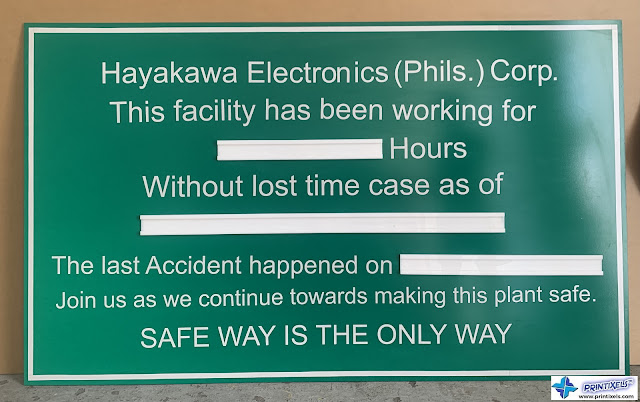 Hayakawa Electronics (Phils.) Corp.
This facility has been working for
Hours
Without lost time case as of
The last Accident happened on
Join us as we continue towards making this plant safe.
SAFE WAY IS THE ONLY WAY
PRINTIXELS
www.printixels.com